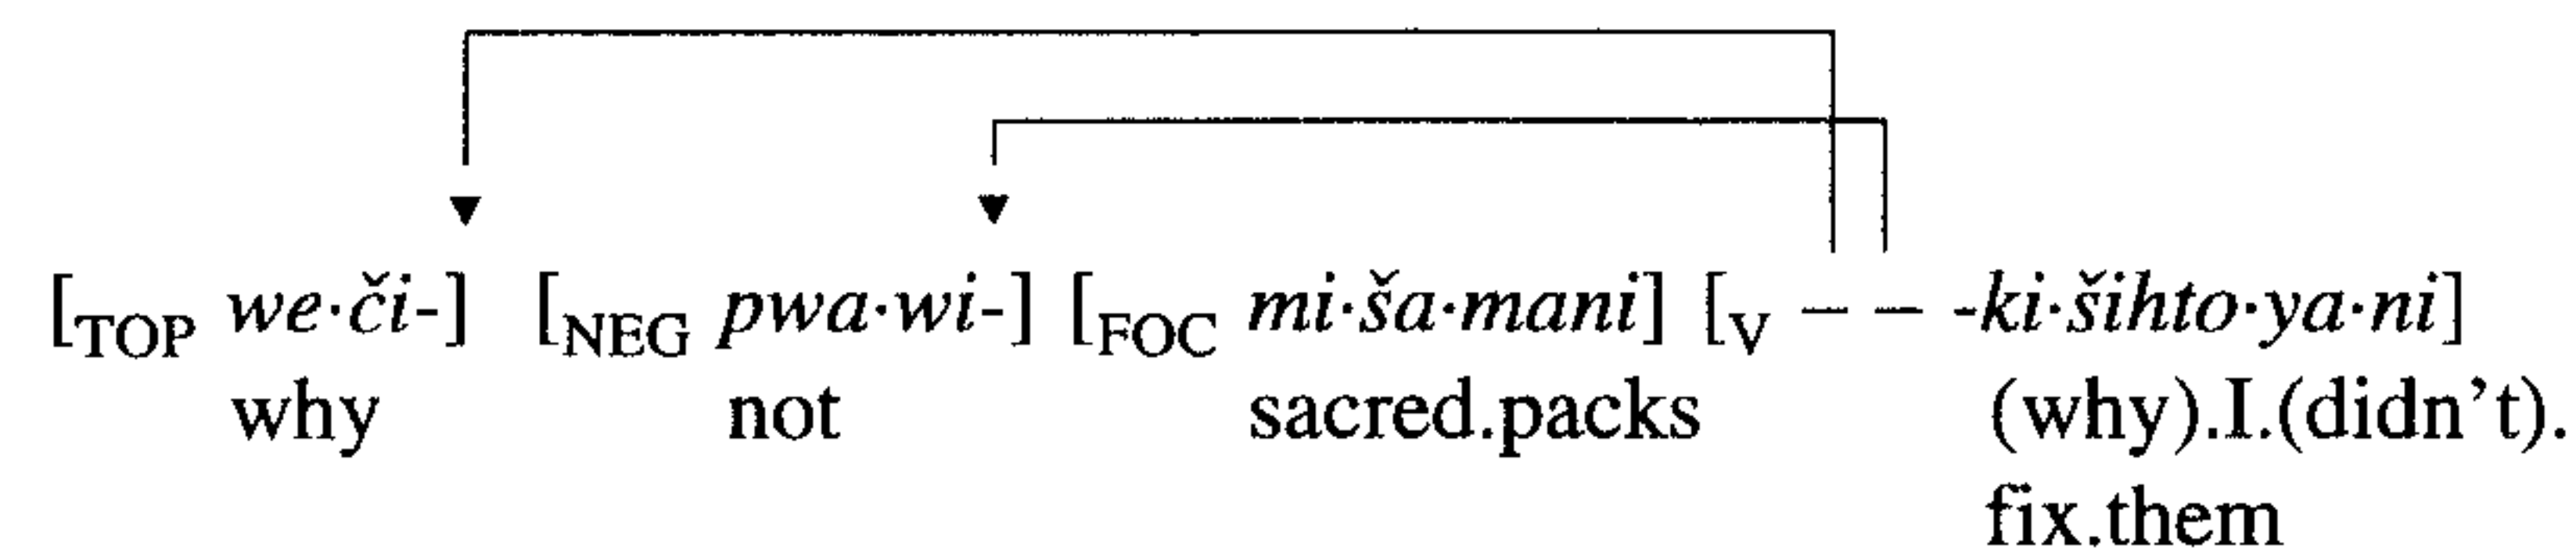 [TOP we·či-] [NEG pwa·wi-] [FOC mi·ša·mani] [V – – -ki·šihto·ya·ni]
why not sacred.packs (why).I.(didn’t).
fix.them